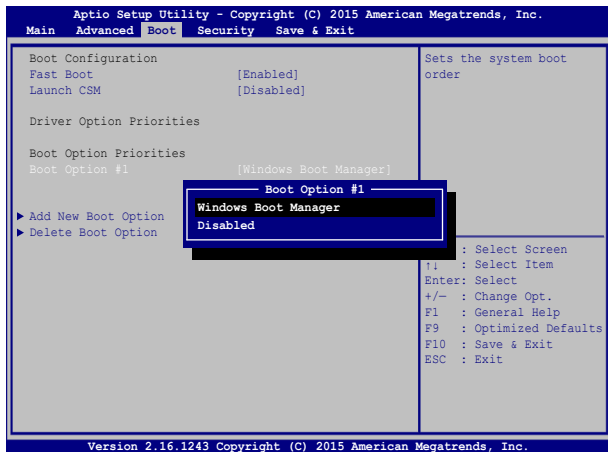 Aptio Setup Utility - Copyright (C) 2015 American Megatrends, Inc.
Main Advanced Boot Security Save & Exit
Boot Configuration
Fast Boot [Enabled]
Launch CSM [Disabled]
Driver Option Priorities
Boot Option Priorities
Boot Option #1 [Windows Boot Manager]
Boot Option #1
Windows Boot Manager
Disabled
▶ Add New Boot Option
▶ Delete Boot Option
Sets the system boot
order
: Select Screen
↑↓ : Select Item
Enter: Select
+/— : Change Opt.
F1 : General Help
F9 : Optimized Defaults
F10 : Save & Exit
ESC : Exit
Version 2.16.1243 Copyright (C) 2015 American Megatrends, Inc.